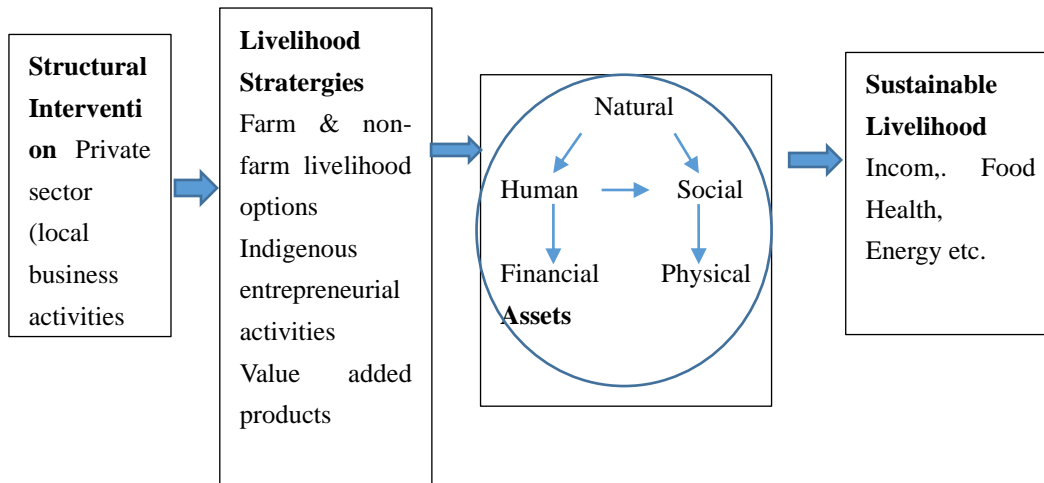 Structural
Interventi
on Private
sector
(local
business
activities
Livelihood
Stratergies
Farm & non-
farm livelihood
options
Indigenous
entrepreneurial
activities
Value added
products
Natural
Human Social
Financial Physical
Assets
Sustainable
Livelihood
Incom,. Food
Health,
Energy etc.